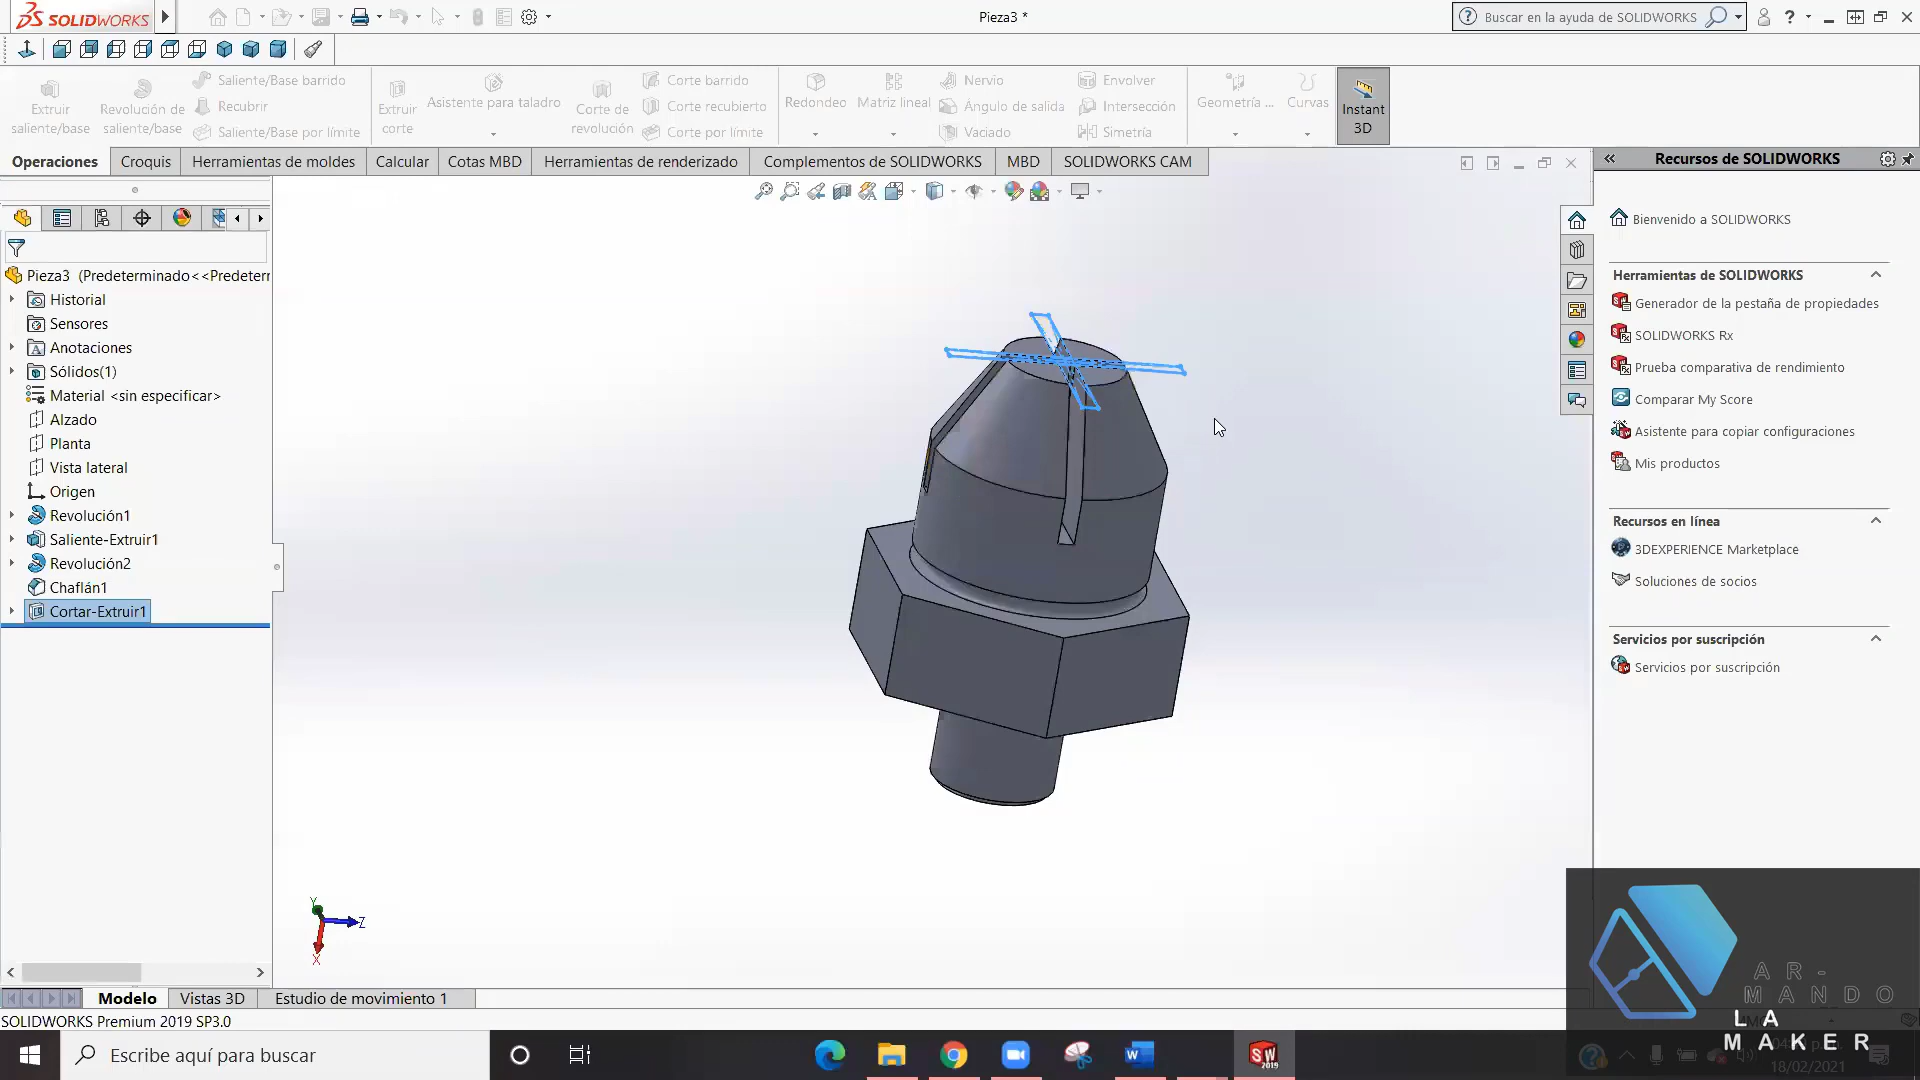 SOLIDWORKS
Pieza3 *
Buscar en la ayuda de SOLIDWORKS
Extruir saliente/base
Revolución de saliente/base
Saliente/Base barrido
Recubrir
Saliente/Base por límite
Extruir corte
Asistente para taladro
Corte de revolución
Corte barrido
Corte recubierto
Corte por límite
Redondeo
Matriz lineal
Nervio
Ángulo de salida
Vaciado
Envolver
Intersección
Simetría
Geometría ...
Curvas
Instant 3D
Operaciones
Croquis
Herramientas de moldes
Calcular
Cotas MBD
Herramientas de renderizado
Complementos de SOLIDWORKS
MBD
SOLIDWORKS CAM
Pieza3 (Predeterminado<<Predeterr
Historial
Sensores
Anotaciones
Sólidos(1)
Material <sin especificar>
Alzado
Planta
Vista lateral
Origen
Revolución1
Saliente-Extruir1
Revolución2
Chaflán1
Cortar-Extruir1
Y
Z
X
Recursos de SOLIDWORKS
Bienvenido a SOLIDWORKS
Herramientas de SOLIDWORKS
Generador de la pestaña de propiedades
SOLIDWORKS Rx
Prueba comparativa de rendimiento
Comparar My Score
Asistente para copiar configuraciones
Mis productos
Recursos en línea
3DEXPERIENCE Marketplace
Soluciones de socios
Servicios por suscripción
Servicios por suscripción
AR-
MANDO
LA
MAKER
Modelo
Vistas 3D
Estudio de movimiento 1
SOLIDWORKS Premium 2019 SP3.0
Escribe aquí para buscar
SW
2019
18/02/2021